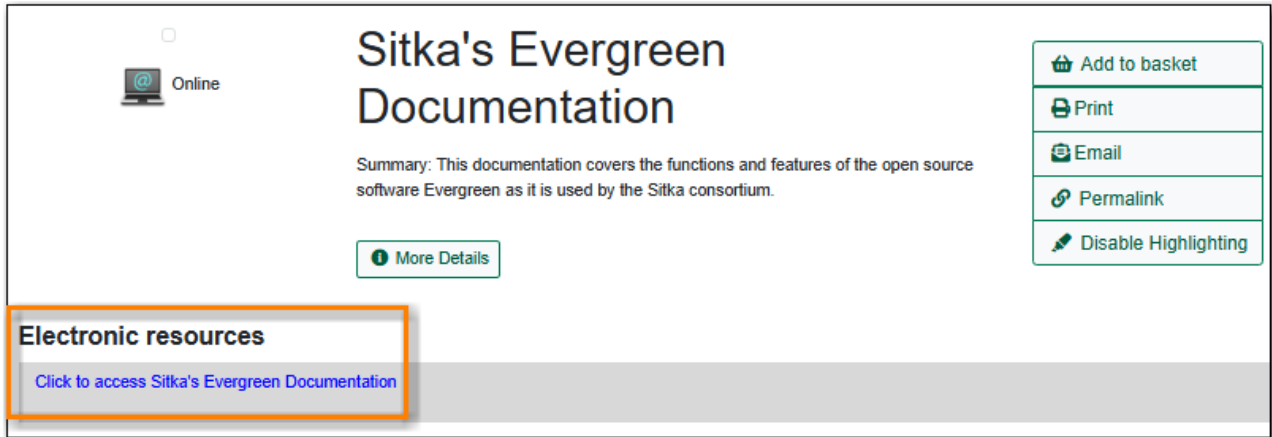 @ Online
Sitka's Evergreen
Documentation
Summary: This documentation covers the functions and features of the open source
software Evergreen as it is used by the Sitka consortium.
More Details
Add to basket
Print
Email
Permalink
Disable Highlighting
Electronic resources
Click to access Sitka's Evergreen Documentation